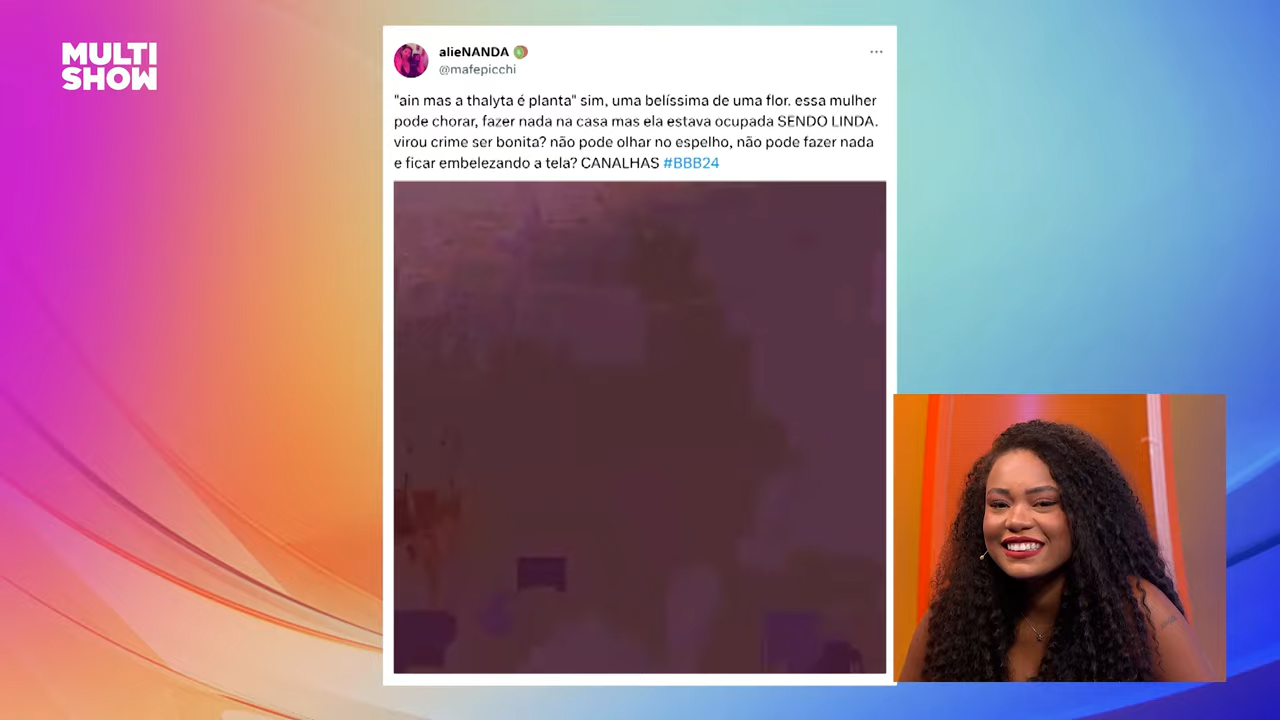 MULTI
SHOW
alieNANDA
@mafepicchi
"ain mas a thalyta é planta" sim, uma belíssima de uma flor. essa mulher
pode chorar, fazer nada na casa mas ela estava ocupada SENDO LINDA.
virou crime ser bonita? não pode olhar no espelho, não pode fazer nada
e ficar embelezando a tela? CANALHAS #BBB24